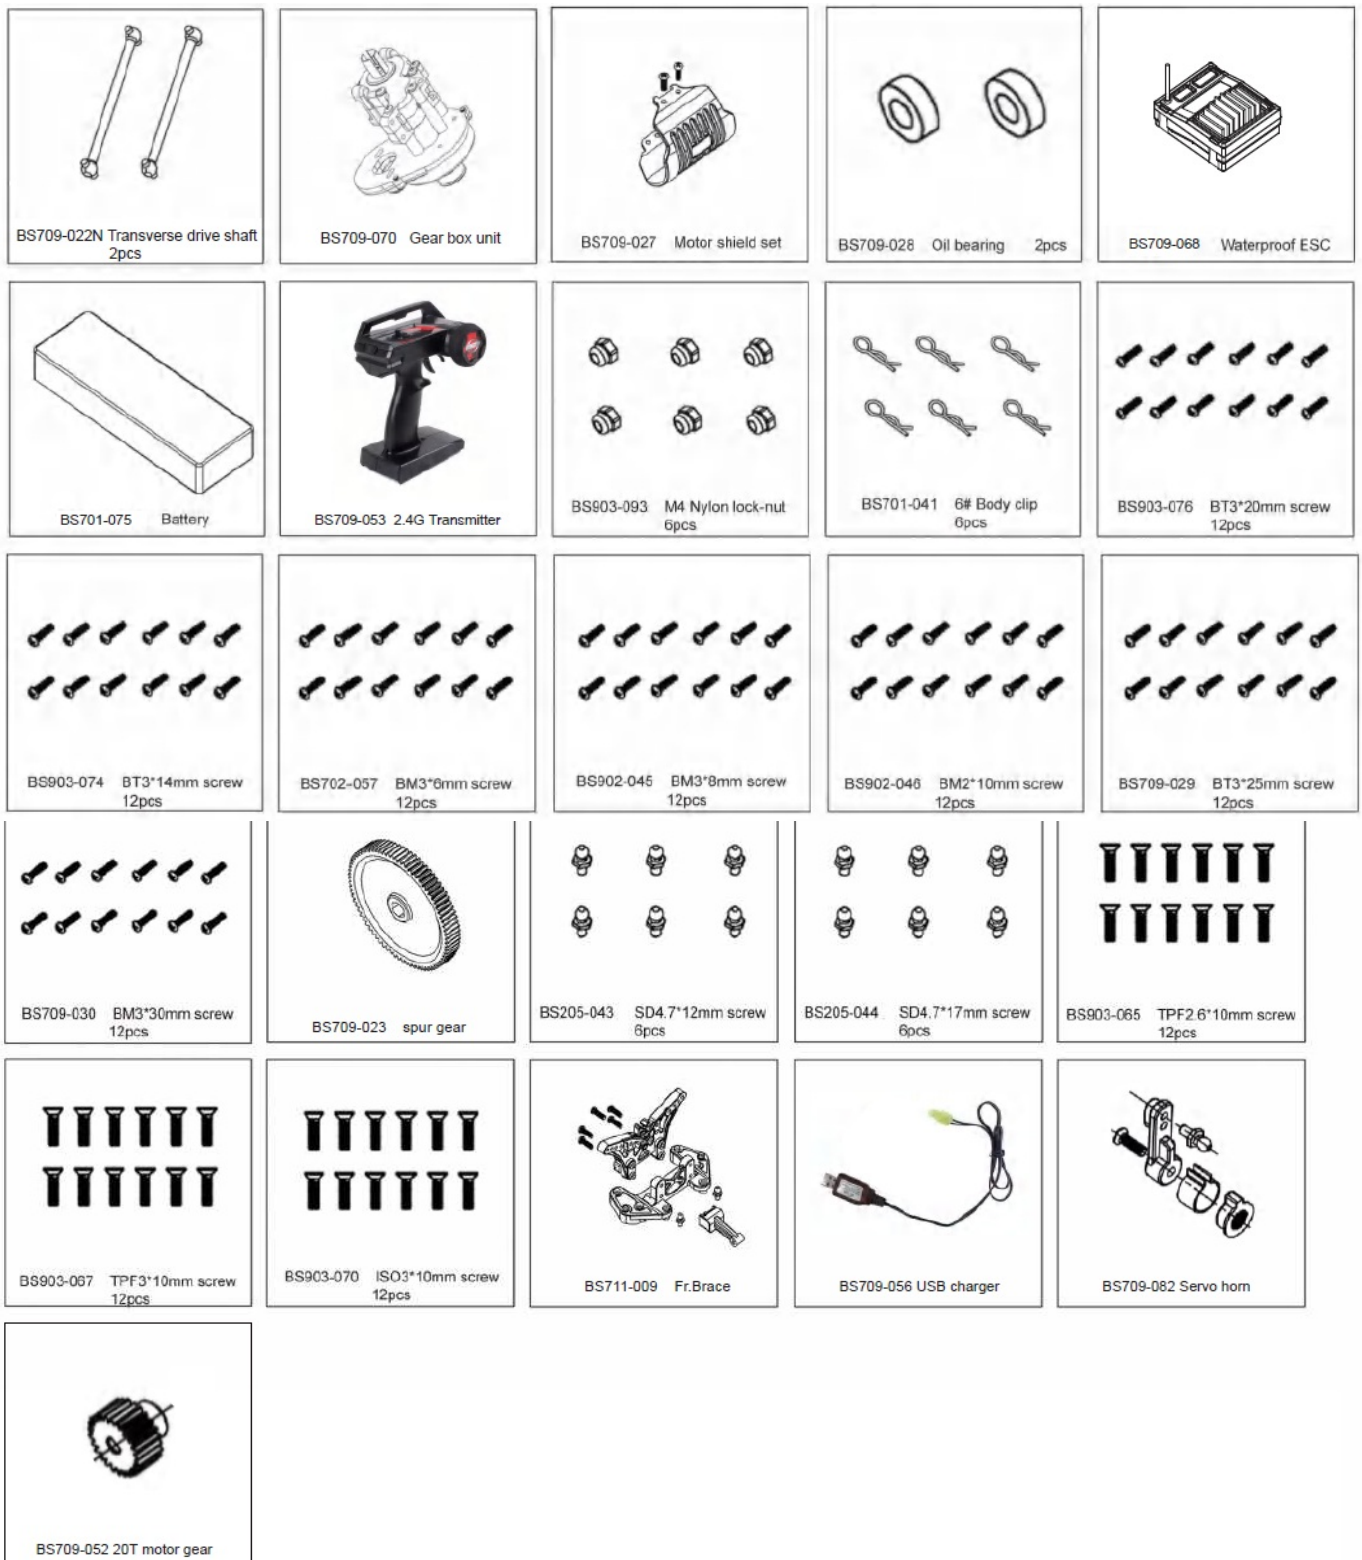 BS709-022N Transverse drive shaft
2pcs
BS709-070 Gear box unit
BS709-027 Motor shield set
BS709-028 Oil bearing 2pcs
BS709-068 Waterproof ESC
BS701-075 Battery
BS709-053 2.4G Transmitter
BS903-093 M4 Nylon lock-nut
6pcs
BS701-041 6# Body clip
6pcs
BS903-076 BT3*20mm screw
12pcs
BS903-074 BT3*14mm screw
12pcs
BS702-057 BM3*6mm screw
12pcs
BS902-045 BM3*8mm screw
12pcs
BS902-046 BM2*10mm screw
12pcs
BS709-029 BT3*25mm screw
12pcs
BS709-030 BM3*30mm screw
12pcs
BS709-023 spur gear
BS205-043 SD4.7*12mm screw
6pcs
BS205-044 SD4.7*17mm screw
6pcs
BS903-065 TPF2.6*10mm screw
12pcs
BS903-067 TPF3*10mm screw
12pcs
BS903-070 ISO3*10mm screw
12pcs
BS711-009 Fr.Brace
BS709-056 USB charger
BS709-082 Servo horn
BS709-052 20T motor gear